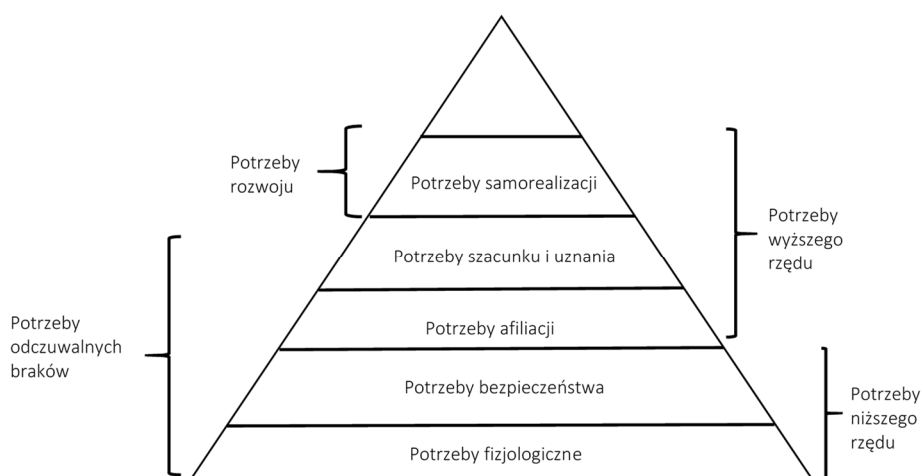 Potrzeby
rozwoju
Potrzeby samorealizacji
Potrzeby
wyższego
rzędu
Potrzeby szacunku i uznania
Potrzeby
odczuwalnych
braków
Potrzeby afiliacji
Potrzeby bezpieczeństwa
Potrzeby
niższego
rzędu
Potrzeby fizjologiczne